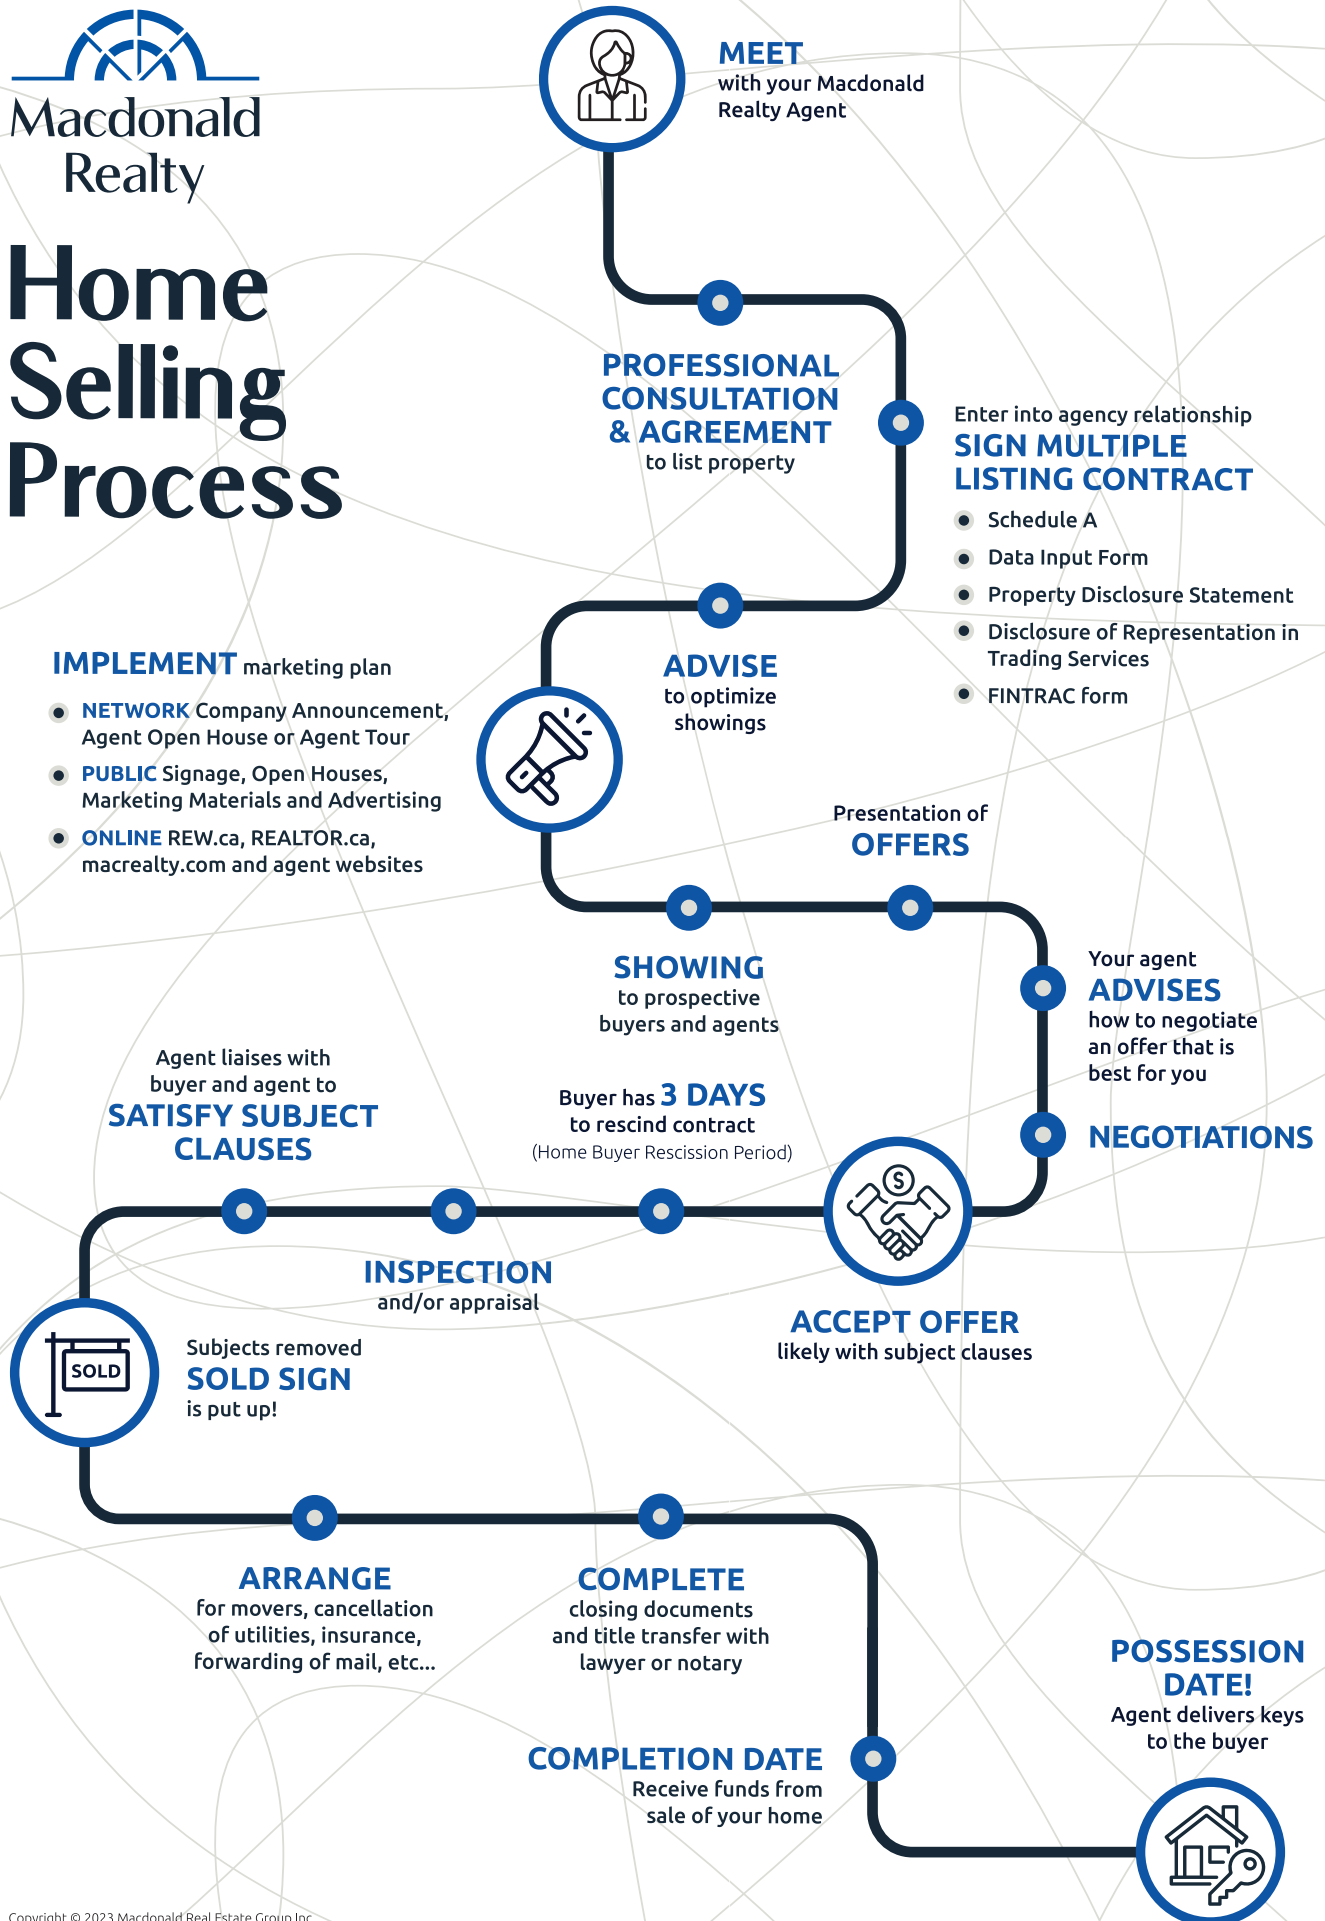 Macdonald
Realty
Home
Selling
Process
MEET
with your Macdonald
Realty Agent
PROFESSIONAL
CONSULTATION
& AGREEMENT
to list property
Enter into agency relationship
SIGN MULTIPLE
LISTING CONTRACT
Schedule A
Data Input Form
Property Disclosure Statement
Disclosure of Representation in
Trading Services
FINTRAC form
ADVISE
to optimize
showings
IMPLEMENT marketing plan
NETWORK Company Announcement,
Agent Open House or Agent Tour
PUBLIC Signage, Open Houses,
Marketing Materials and Advertising
ONLINE REW.ca, REALTOR.ca,
macrealty.com and agent websites
SHOWING
to prospective
buyers and agents
Presentation of
OFFERS
Your agent
ADVISES
how to negotiate
an offer that is
best for you
NEGOTIATIONS
$
ACCEPT OFFER
likely with subject clauses
Buyer has 3 DAYS
to rescind contract
(Home Buyer Rescission Period)
INSPECTION
and/or appraisal
Agent liaises with
buyer and agent to
SATISFY SUBJECT
CLAUSES
SOLD
Subjects removed
SOLD SIGN
is put up!
ARRANGE
for movers, cancellation
of utilities, insurance,
forwarding of mail, etc...
COMPLETE
closing documents
and title transfer with
lawyer or notary
COMPLETION DATE
Receive funds from
sale of your home
POSSESSION
DATE!
Agent delivers keys
to the buyer
Copyright © 2023 Macdonald Real Estate Group Inc